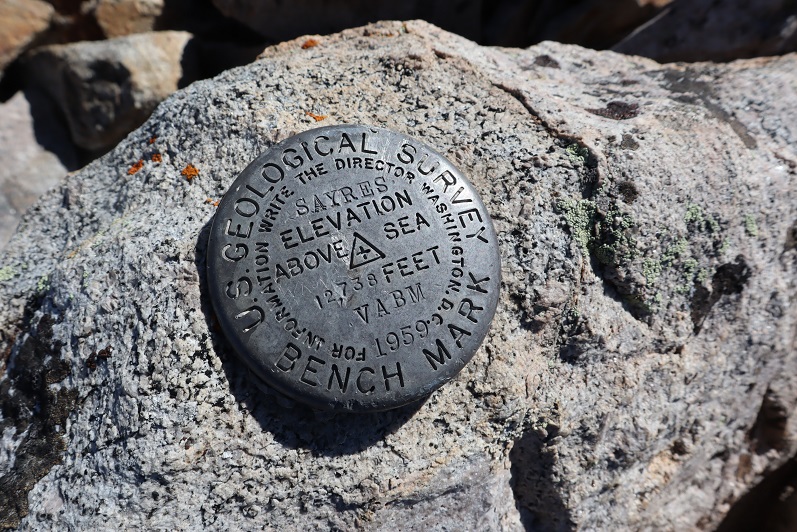 U.S. GEOLOGICAL SURVEY
WRITE THE DIRECTOR WASHINGTON, D.C.
SAYRES
ELEVATION
ABOVE SEA
12738 FEET
VABM
1959
FOR INFORMATION
BENCH MARK